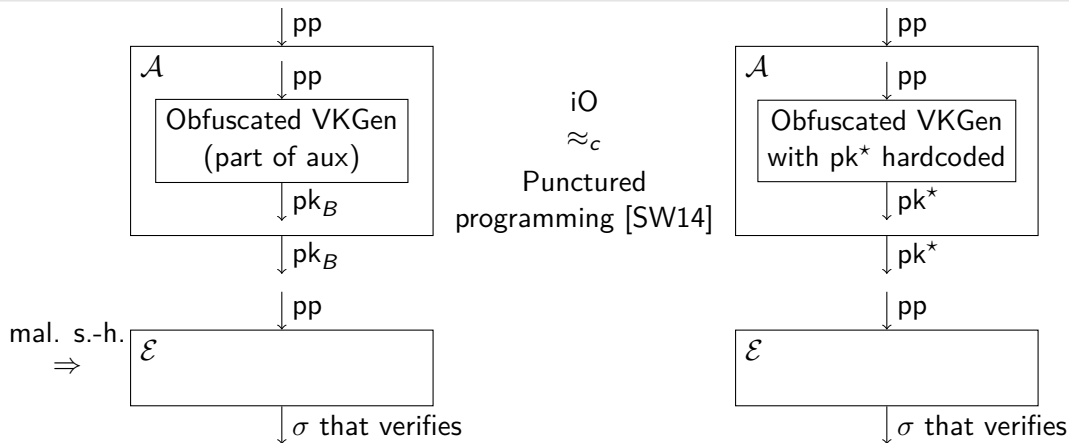 pp
𝒜
pp
Obfuscated VKGen
(part of aux)
pk_B
pk_B
pp
mal. s.-h.
⇒
ℰ
σ that verifies
iO
≈_c
Punctured
programming [SW14]
pp
𝒜
pp
Obfuscated VKGen
with pk⋆ hardcoded
pk⋆
pk⋆
pp
ℰ
σ that verifies